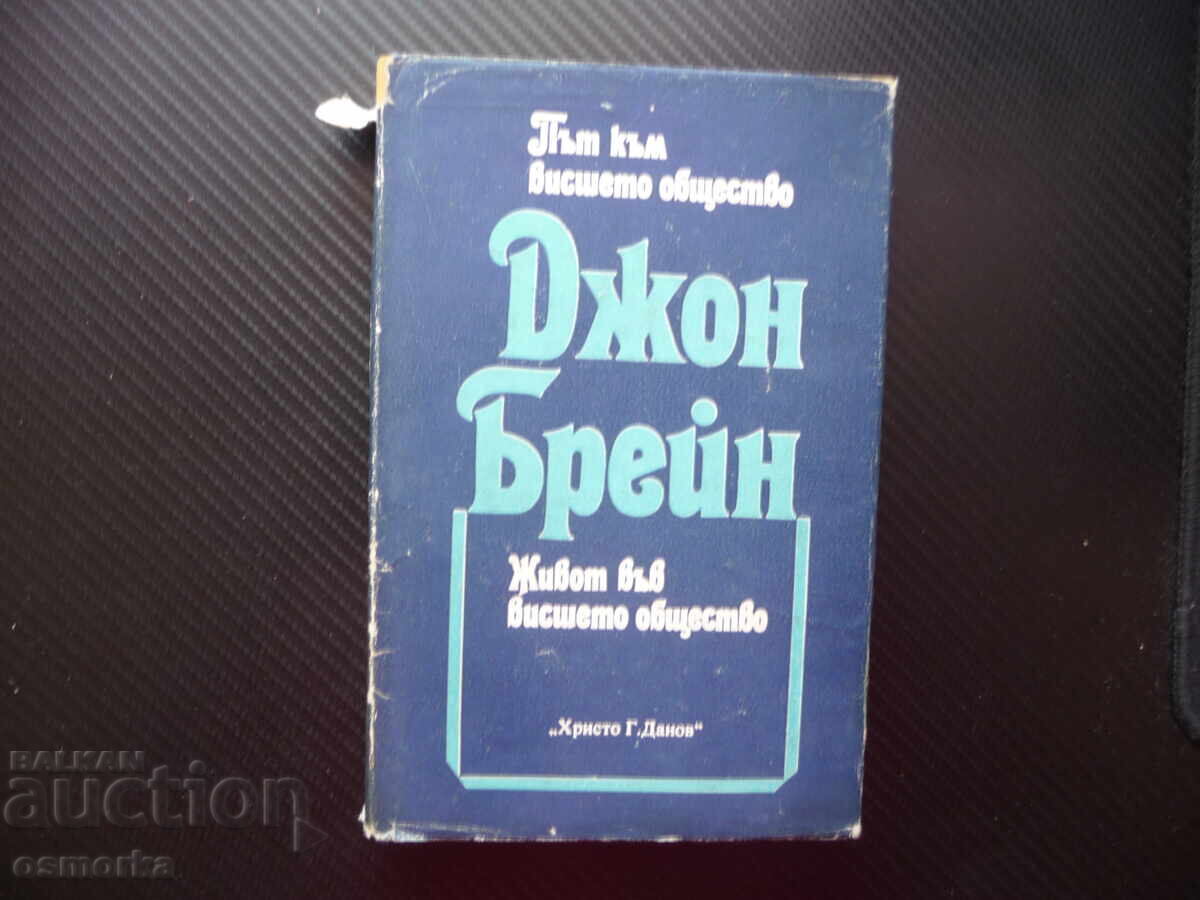 Път към
висшето общество
Джон
Брейн
Живот във
висшето общество
„Христо Г. Данов“
BALKAN
auction
osmorka